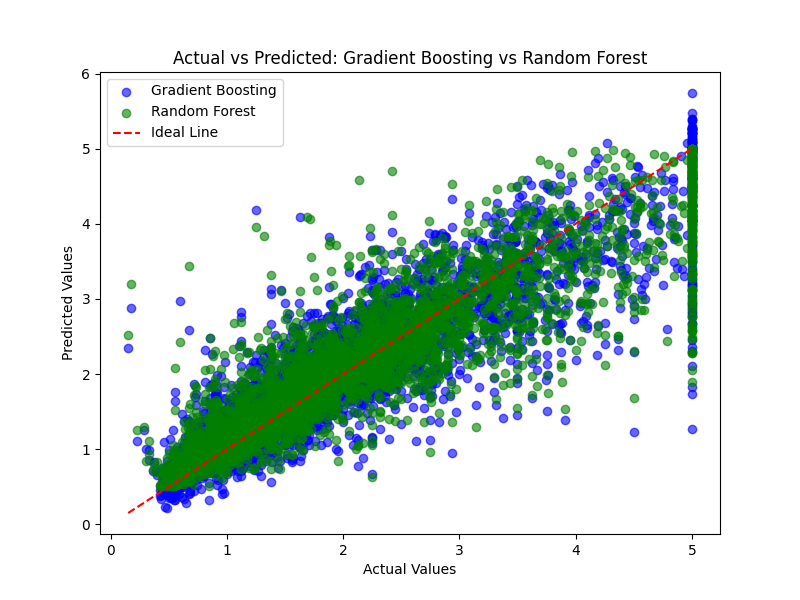 Actual vs Predicted: Gradient Boosting vs Random Forest
Gradient Boosting
Random Forest
Ideal Line
6
5
4
3
2
1
0
Predicted Values
0 1 2 3 4 5
Actual Values